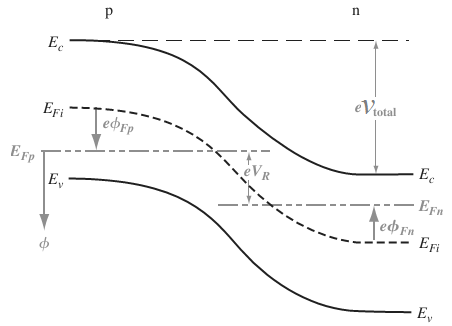 p n
E_c
eV_total
E_Fi
eϕ_Fp
E_Fp
eV_R
E_v
E_c
E_Fn
eϕ_Fn
ϕ
E_Fi
E_v